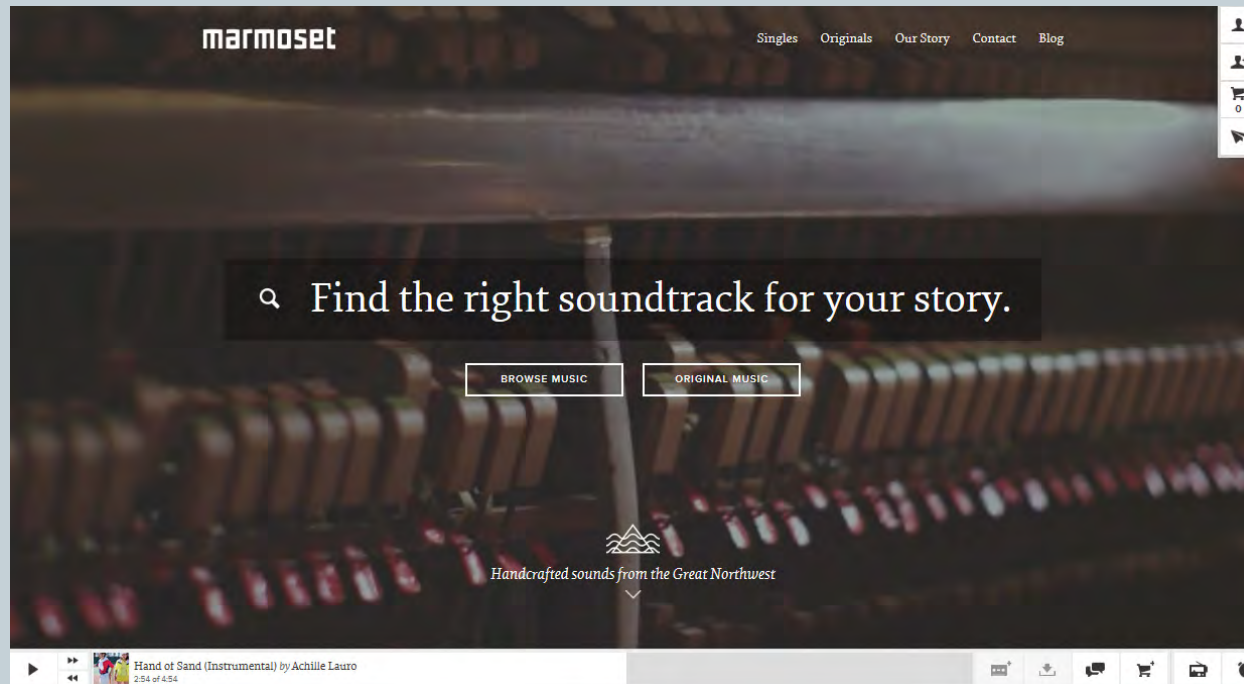 marmoset
Singles Originals Our Story Contact Blog
0
Find the right soundtrack for your story.
BROWSE MUSIC ORIGINAL MUSIC
Handcrafted sounds from the Great Northwest
Hand of Sand (Instrumental) by Achille Lauro
2:54 of 4:54